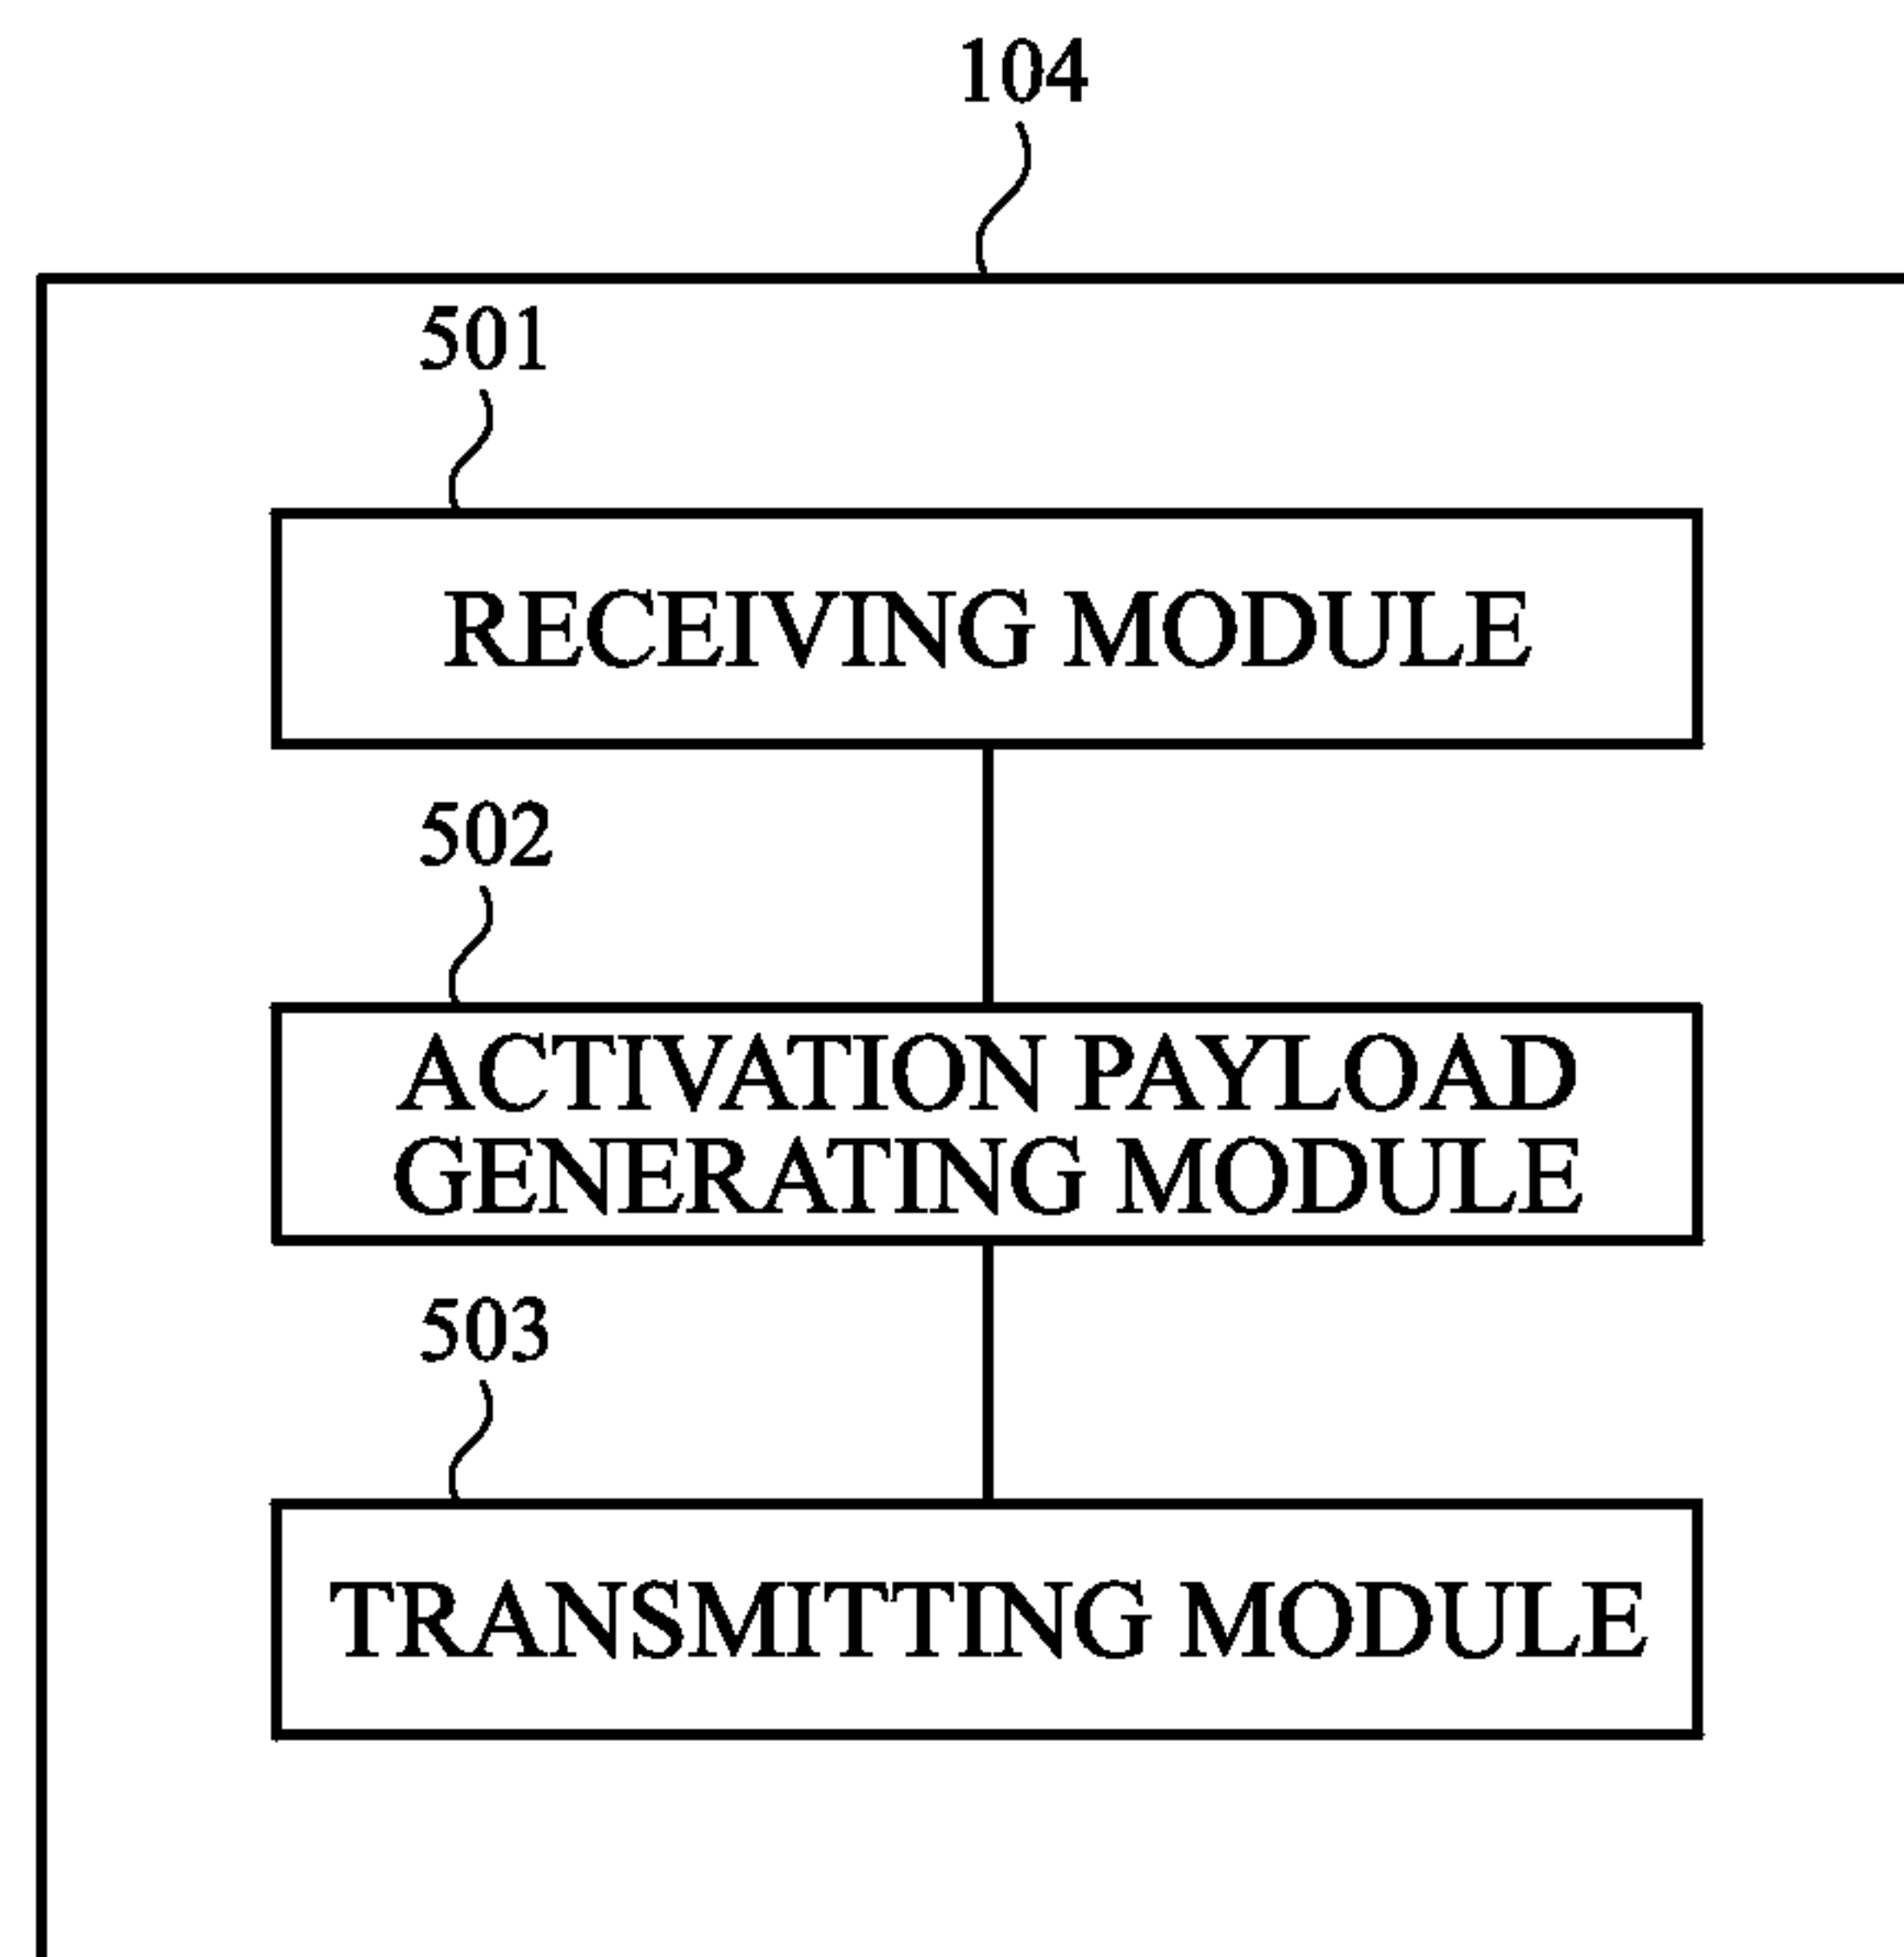 104
501
RECEIVING MODULE
502
ACTIVATION PAYLOAD
GENERATING MODULE
503
TRANSMITTING MODULE